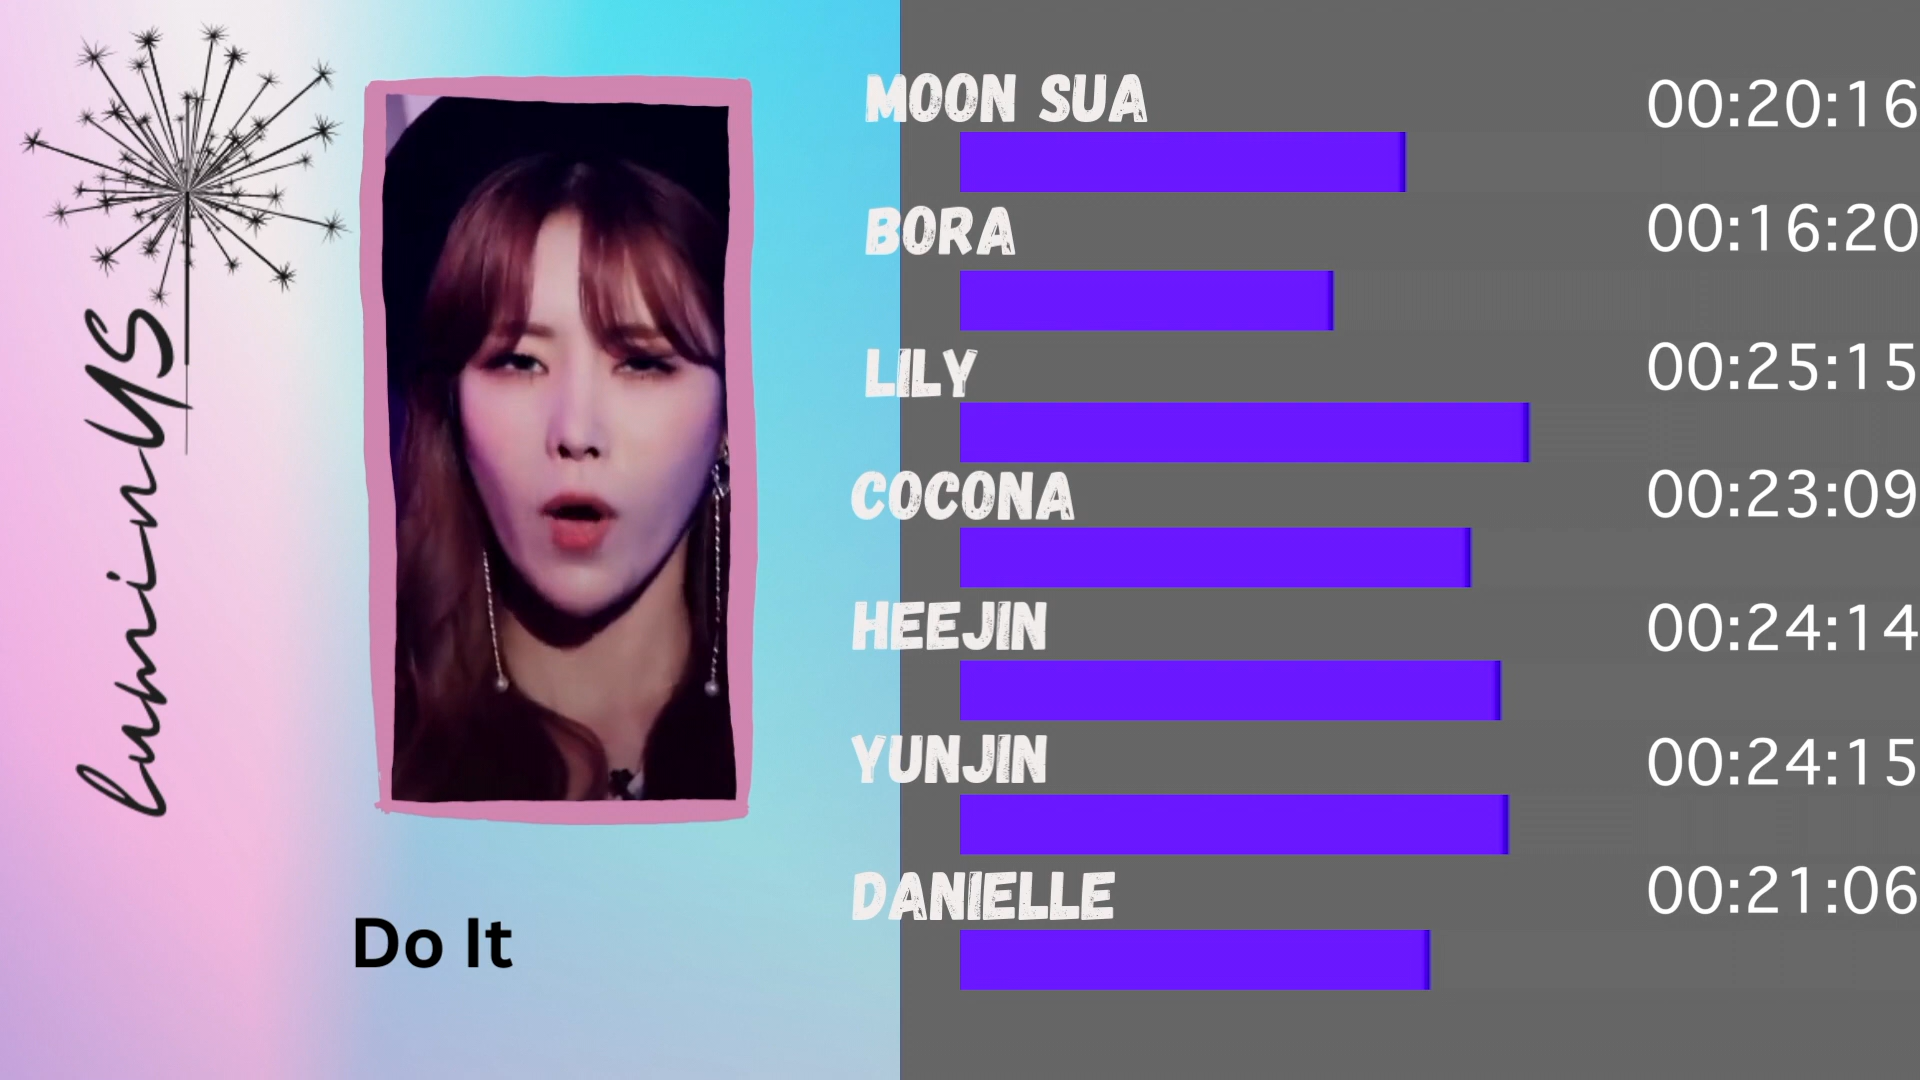 luminUS
Do It
MOON SUA 00:20:16
BORA 00:16:20
LILY 00:25:15
COCONA 00:23:09
HEEJIN 00:24:14
YUNJIN 00:24:15
DANIELLE 00:21:06